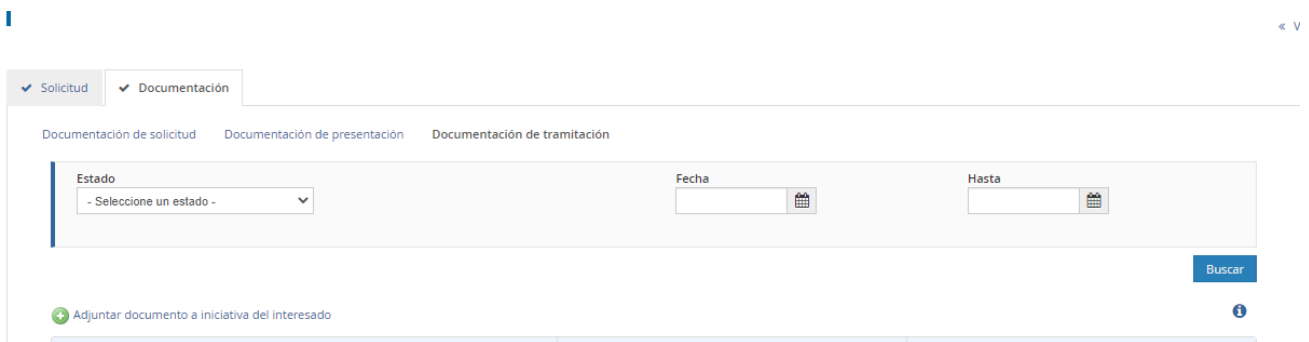 « V
Solicitud Documentación
Documentación de solicitud Documentación de presentación Documentación de tramitación
Estado Fecha Hasta
- Seleccione un estado -
Buscar
Adjuntar documento a iniciativa del interesado